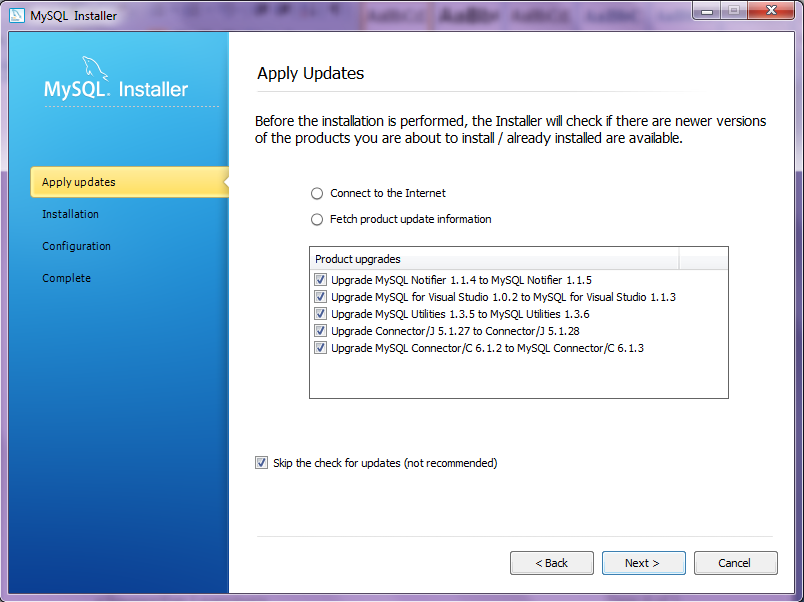 MySQL Installer
MySQL. Installer
Apply updates
Installation
Configuration
Complete
Apply Updates
Before the installation is performed, the Installer will check if there are newer versions
of the products you are about to install / already installed are available.
Connect to the Internet
Fetch product update information
Product upgrades
Upgrade MySQL Notifier 1.1.4 to MySQL Notifier 1.1.5
Upgrade MySQL for Visual Studio 1.0.2 to MySQL for Visual Studio 1.1.3
Upgrade MySQL Utilities 1.3.5 to MySQL Utilities 1.3.6
Upgrade Connector/J 5.1.27 to Connector/J 5.1.28
Upgrade MySQL Connector/C 6.1.2 to MySQL Connector/C 6.1.3
Skip the check for updates (not recommended)
< Back
Next >
Cancel